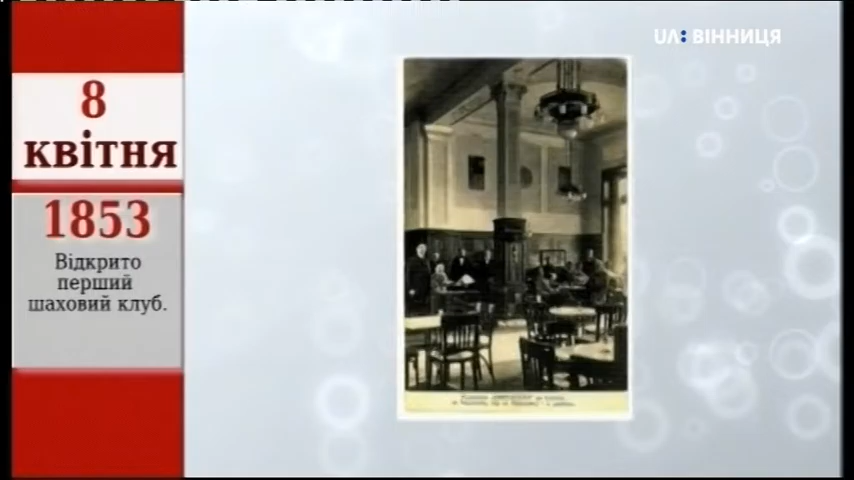 UA: ВІННИЦЯ
8
КВІТНЯ
1853
Відкрито
перший
шаховий клуб.